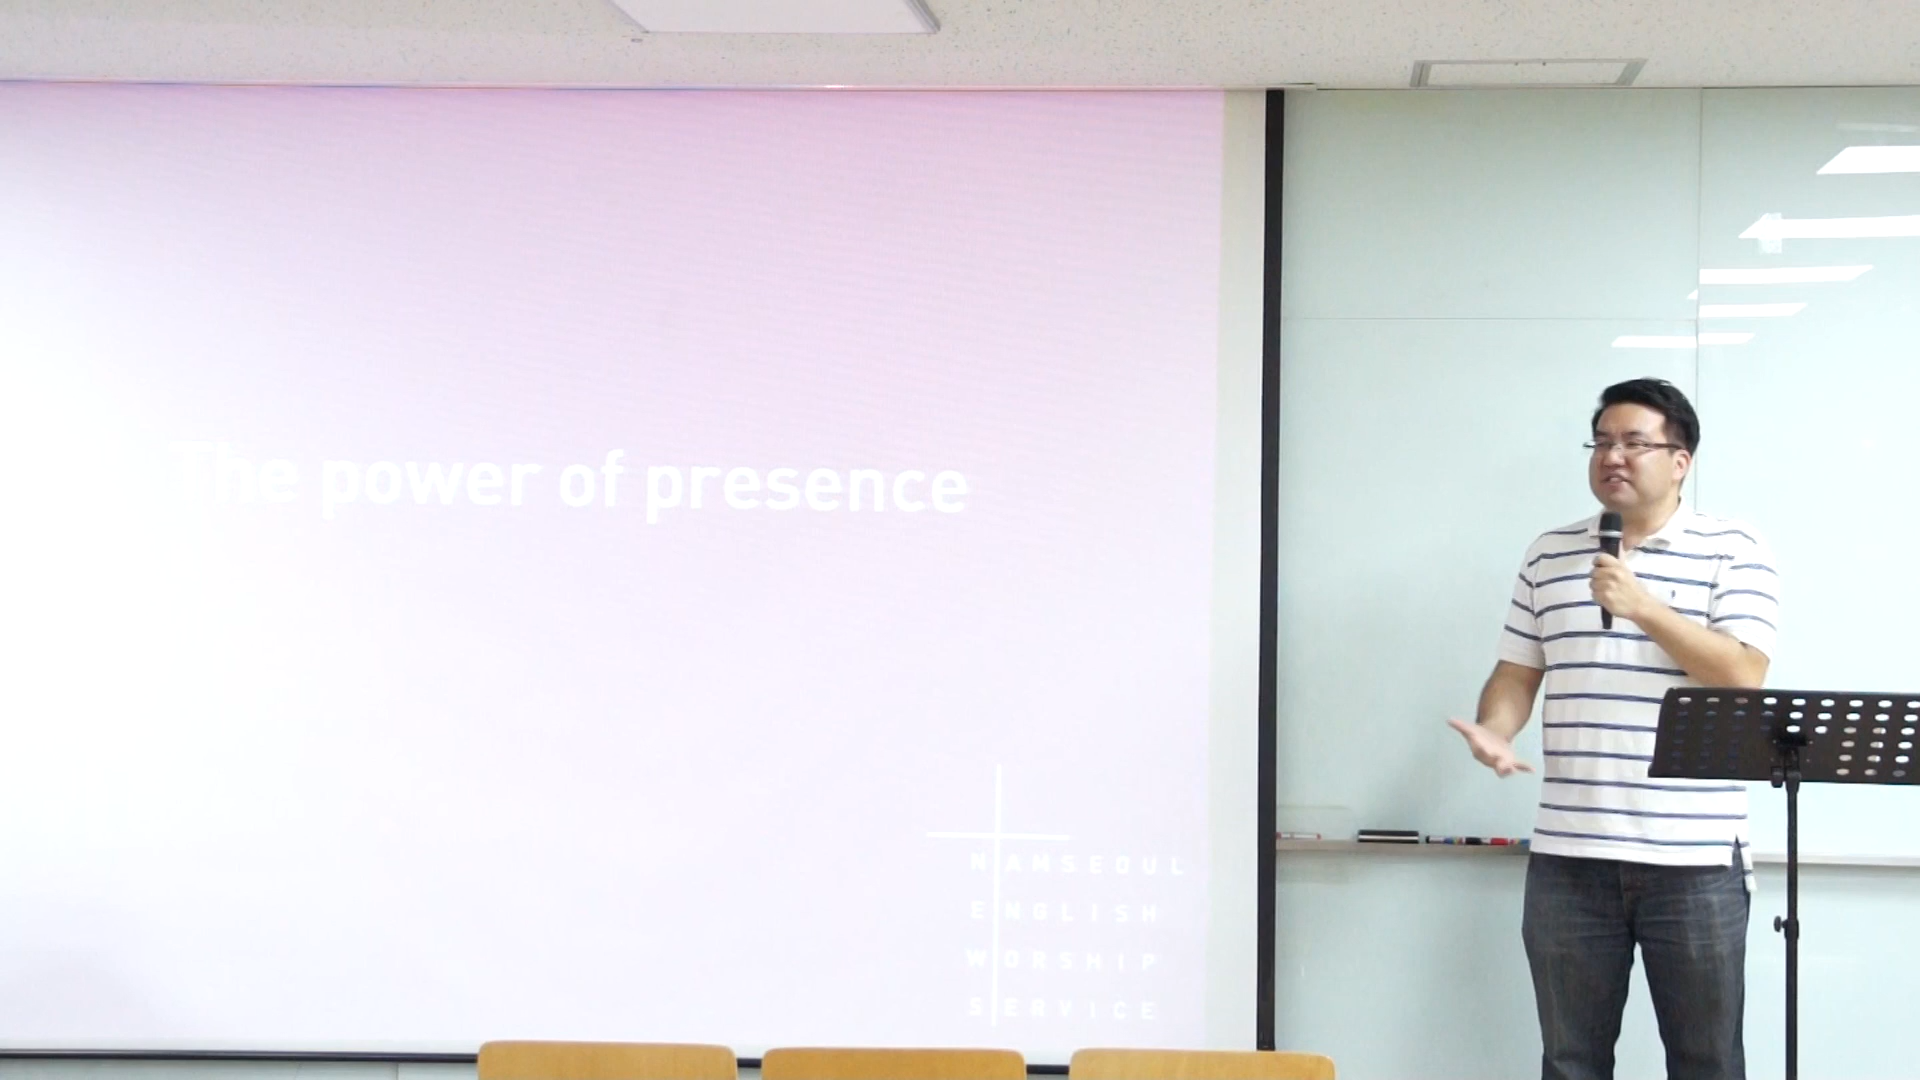 The power of presence
NAMSEOUL
ENGLISH
WORSHIP
SERVICE